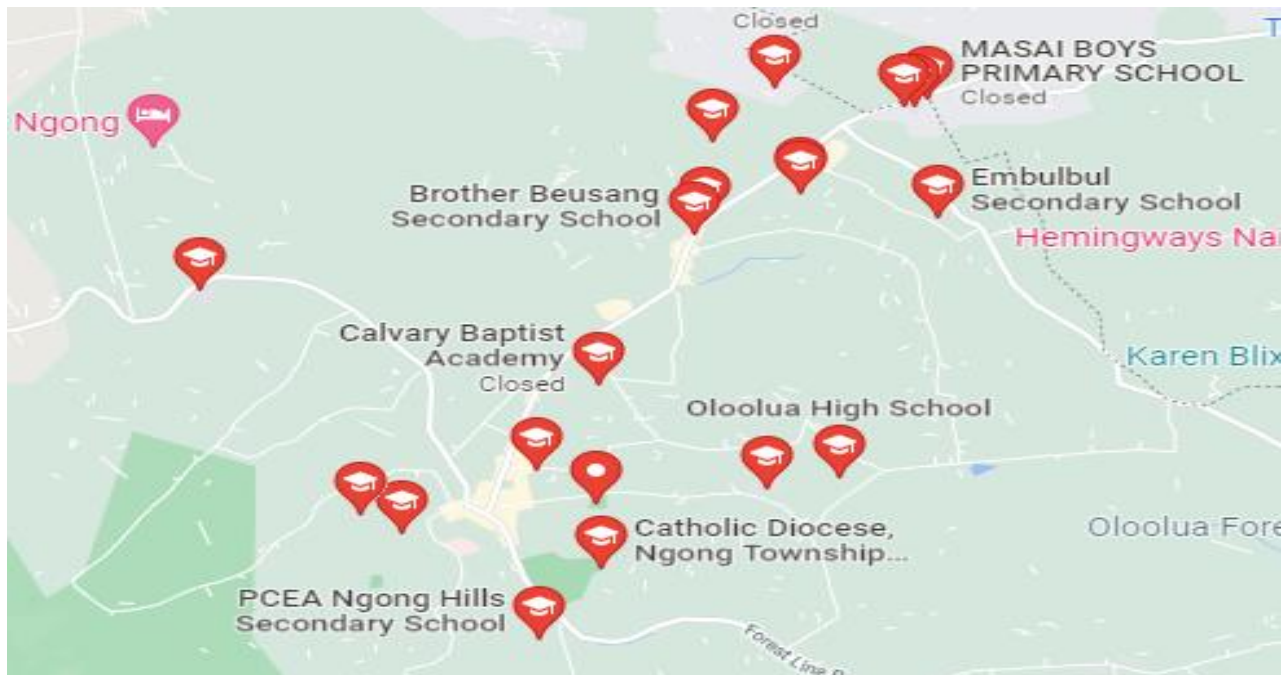 Closed
MASAI BOYS
PRIMARY SCHOOL
Closed
Ngong
Brother Beusang
Secondary School
Embulbul
Secondary School
Hemingways Nai
Calvary Baptist
Academy
Closed
Karen Blix
Oloolua High School
Catholic Diocese,
Ngong Township...
Oloolua Fore
PCEA Ngong Hills
Secondary School
Forest Line